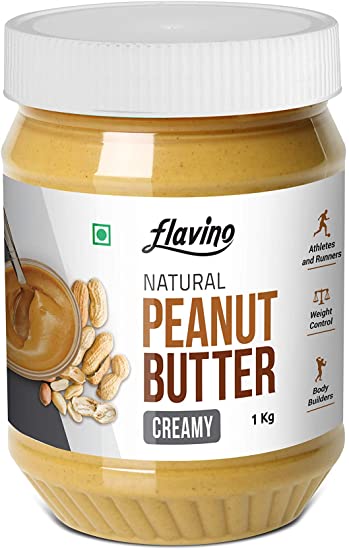 flavino
NATURAL
PEANUT
BUTTER
CREAMY
1 Kg
Athletes
and Runners
Weight
Control
Body
Builders